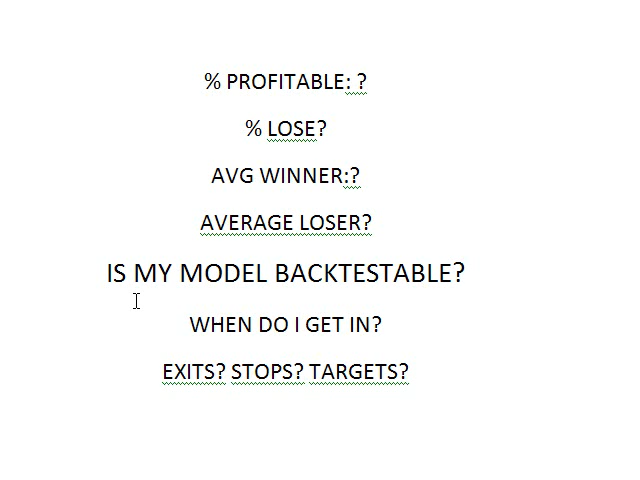 % PROFITABLE: ?
% LOSE?
AVG WINNER:?
AVERAGE LOSER?
IS MY MODEL BACKTESTABLE?
WHEN DO I GET IN?
EXITS? STOPS? TARGETS?